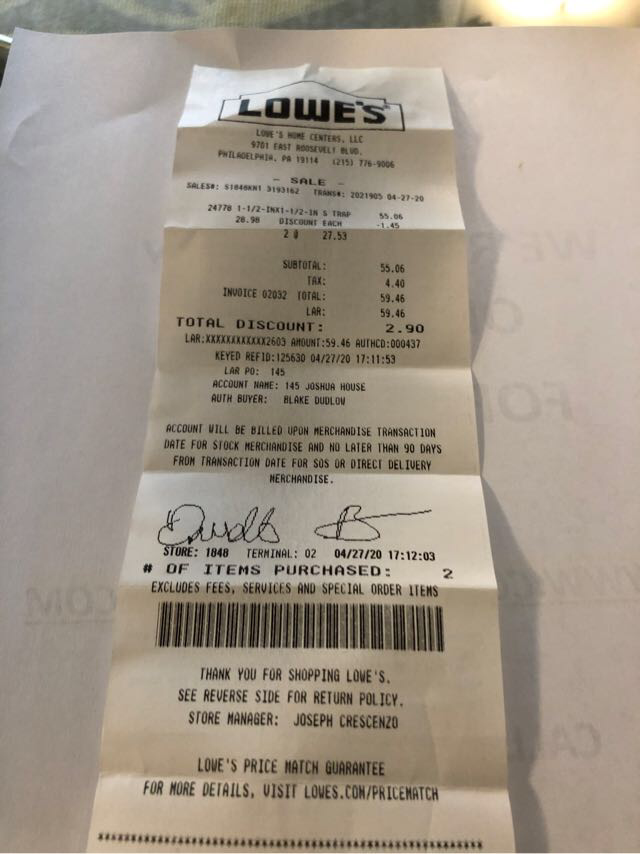 LOWE'S
LOWE'S HOME CENTERS, LLC
9701 EAST ROOSEVELT BLVD.
PHILADELPHIA, PA 19114 (215) 776-9006
- SALE -
SALES#: S1848KN1 3193162 TRANS#: 2021905 04-27-20
24778 1-1/2-INX1-1/2-IN S TRAP 55.06
28.98 DISCOUNT EACH -1.45
2 @ 27.53
SUBTOTAL: 55.06
TAX: 4.40
INVOICE 02032 TOTAL: 59.46
LAR: 59.46
TOTAL DISCOUNT: 2.90
LAR:XXXXXXXXXXXX2603 AMOUNT:59.46 AUTHCD:000437
KEYED REFID:125630 04/27/20 17:11:53
LAR PO: 145
ACCOUNT NAME: 145 JOSHUA HOUSE
AUTH BUYER: BLAKE DUDLOW
ACCOUNT WILL BE BILLED UPON MERCHANDISE TRANSACTION
DATE FOR STOCK MERCHANDISE AND NO LATER THAN 90 DAYS
FROM TRANSACTION DATE FOR SOS OR DIRECT DELIVERY
MERCHANDISE.
STORE: 1848 TERMINAL: 02 04/27/20 17:12:03
# OF ITEMS PURCHASED: 2
EXCLUDES FEES, SERVICES AND SPECIAL ORDER ITEMS
THANK YOU FOR SHOPPING LOWE'S.
SEE REVERSE SIDE FOR RETURN POLICY.
STORE MANAGER: JOSEPH CRESCENZO
LOWE'S PRICE MATCH GUARANTEE
FOR MORE DETAILS, VISIT LOWES.COM/PRICEMATCH